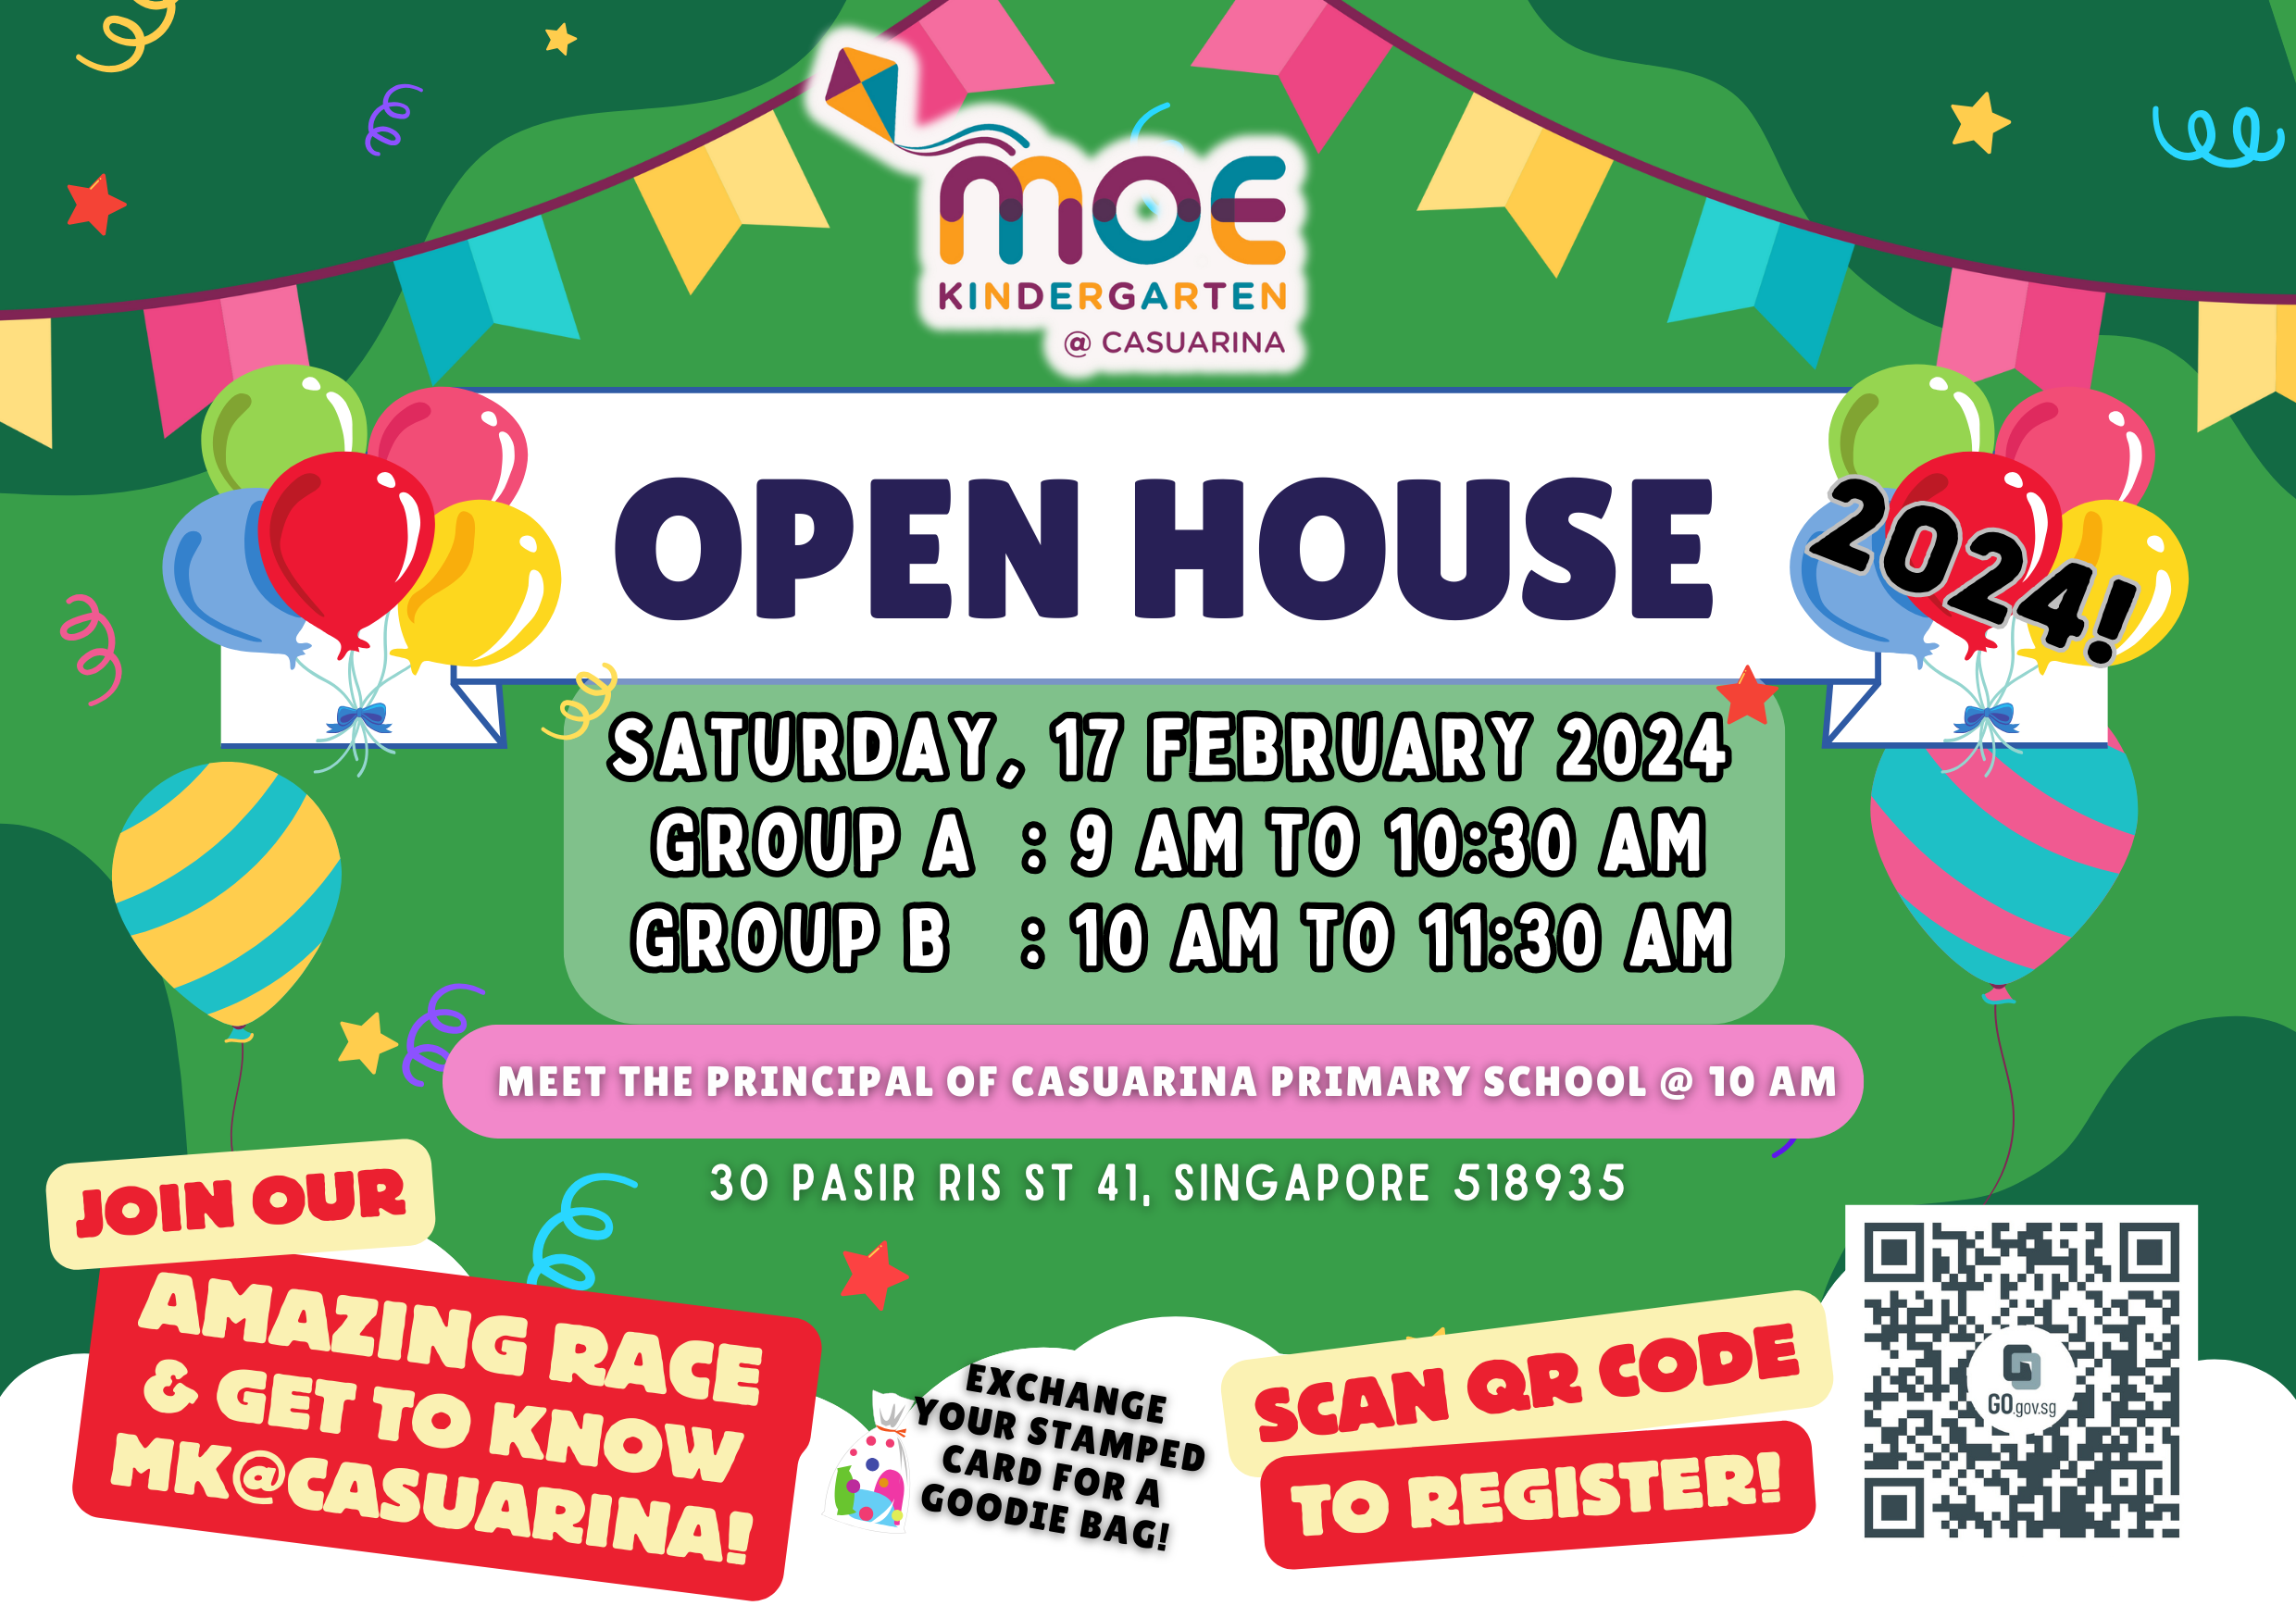 MOE
KINDERGARTEN
@ CASUARINA
OPEN HOUSE
2024!
SATURDAY, 17 FEBRUARY 2024
GROUP A : 9 AM TO 10:30 AM
GROUP B : 10 AM TO 11:30 AM
MEET THE PRINCIPAL OF CASUARINA PRIMARY SCHOOL @ 10 AM
30 PASIR RIS ST 41, SINGAPORE 518935
JOIN OUR
AMAZING RACE
& GET TO KNOW
MK@CASUARINA!
EXCHANGE
YOUR STAMPED
CARD FOR A
GOODIE BAG!
SCAN QR CODE
TO REGISTER!
GO.gov.sg